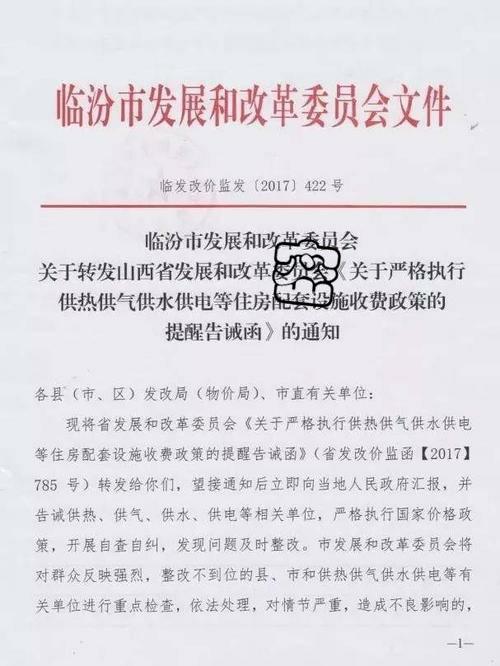 临汾市发展和改革委员会文件
临发改价监发〔2017〕422 号
临汾市发展和改革委员会
关于转发山西省发展和改革委员会《关于严格执行
供热供气供水供电等住房配套设施收费政策的
提醒告诫函》的通知
各县（市、区）发改局（物价局）、市直有关单位：
现将省发展和改革委员会《关于严格执行供热供气供水供电
等住房配套设施收费政策的提醒告诫函》（省发改价监函【2017】
785 号）转发给你们，望接通知后立即向当地人民政府汇报，并
告诫供热、供气、供水、供电等相关单位，严格执行国家价格政
策，开展自查自纠，发现问题及时整改。市发展和改革委员会将
对群众反映强烈，整改不到位的县、市和供热供气供水供电等有
关单位进行重点检查，依法处理，对情节严重，造成不良影响的，
—1—